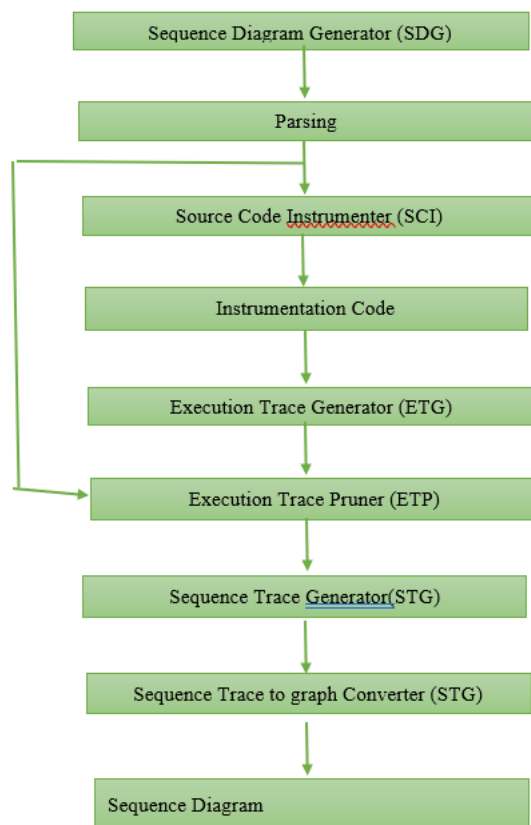 Sequence Diagram Generator (SDG)
Parsing
Source Code Instrumenter (SCI)
Instrumentation Code
Execution Trace Generator (ETG)
Execution Trace Pruner (ETP)
Sequence Trace Generator(STG)
Sequence Trace to graph Converter (STG)
Sequence Diagram